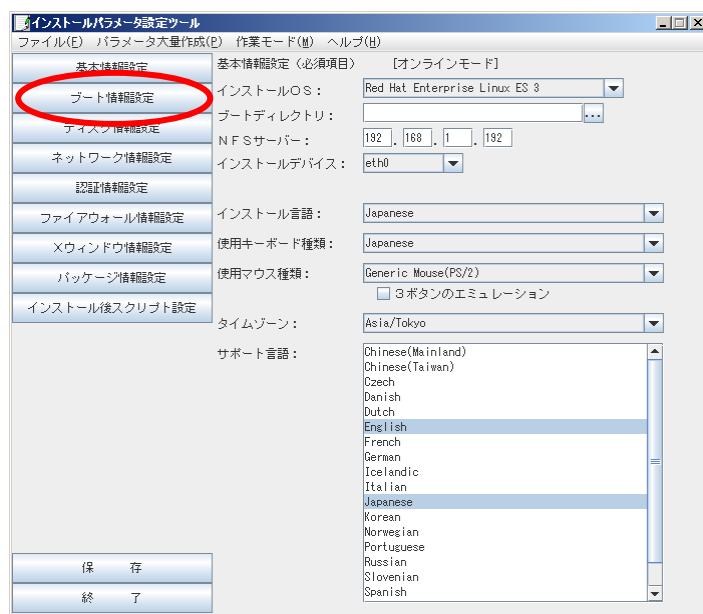 インストールパラメータ設定ツール
ファイル(F) パラメータ大量作成(P) 作業モード(M) ヘルプ(H)
基本情報設定
ブート情報設定
ディスク情報設定
ネットワーク情報設定
認証情報設定
ファイアウォール情報設定
Xウィンドウ情報設定
パッケージ情報設定
インストール後スクリプト設定
保 存
終 了
基本情報設定(必須項目) [オンラインモード]
インストールOS: Red Hat Enterprise Linux ES 3
ブートディレクトリ: ...
NFSサーバー: 192 . 168 . 1 . 192
インストールデバイス: eth0
インストール言語: Japanese
使用キーボード種類: Japanese
使用マウス種類: Generic Mouse(PS/2)
3ボタンのエミュレーション
タイムゾーン: Asia/Tokyo
サポート言語:
Chinese(Mainland)
Chinese(Taiwan)
Czech
Danish
Dutch
English
French
German
Icelandic
Italian
Japanese
Korean
Norwegian
Portuguese
Russian
Slovenian
Spanish